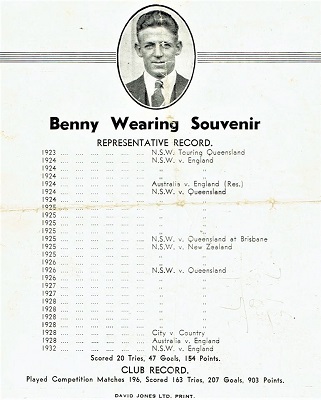 Benny Wearing Souvenir
REPRESENTATIVE RECORD.
1923 ... N.S.W. Touring Queensland
1924 ... N.S.W. v. England
1924 ... " "
1924 ... " "
1924 ... Australia v. England (Res.)
1924 ... N.S.W. v. Queensland
1924 ... " "
1925 ... " "
1925 ... " "
1925 ... " "
1925 ... " "
1925 ... N.S.W. v. Queensland at Brisbane
1925 ... N.S.W. v. New Zealand
1925 ... " "
1926 ... " "
1926 ... N.S.W. v. Queensland
1926 ... " "
1927 ... " "
1927 ... " "
1928 ... " "
1928 ... " "
1928 ... " "
1928 ... City v. Country
1928 ... Australia v. England
1932 ... N.S.W. v. England
Scored 20 Tries, 47 Goals, 154 Points.
CLUB RECORD.
Played Competition Matches 196, Scored 163 Tries, 207 Goals, 903 Points.
DAVID JONES LTD. PRINT.